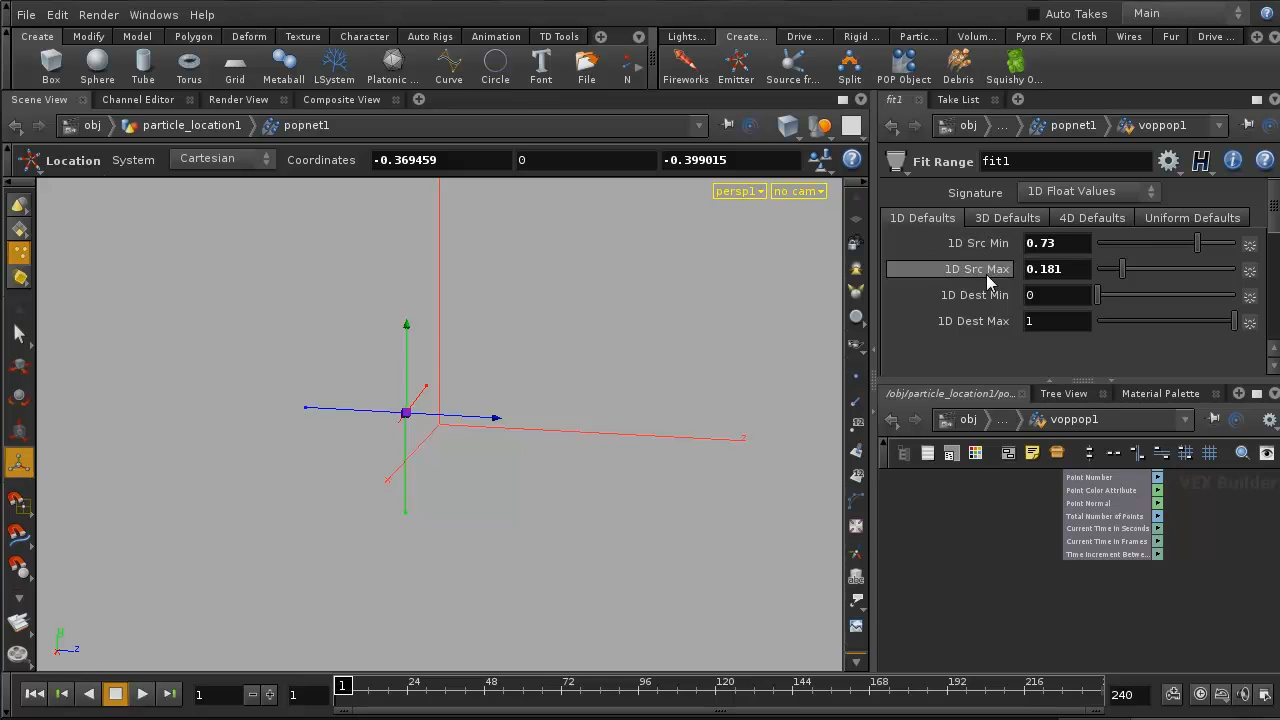 File Edit Render Windows Help Auto Takes Main
Create Modify Model Polygon Deform Texture Character Auto Rigs Animation TD Tools Lights... Create... Drive ... Rigid ... Partic... Volum... Pyro FX Cloth Wires Fur Drive ...
Box Sphere Tube Torus Grid Metaball LSystem Platonic ... Curve Circle Font File N Fireworks Emitter Source fr... Split POP Object Debris Squishy O...
Scene View Channel Editor Render View Composite View fit1 Take List
obj particle_location1 popnet1 obj ... popnet1 voppop1
Location System Cartesian Coordinates -0.369459 0 -0.399015 Fit Range fit1
persp1 no cam Signature 1D Float Values
1D Defaults 3D Defaults 4D Defaults Uniform Defaults
1D Src Min 0.73
1D Src Max 0.181
1D Dest Min 0
1D Dest Max 1
/obj/particle_location1/po... Tree View Material Palette
obj ... voppop1
z
Point Number VEX Builder
Point Color Attribute
Point Normal
Total Number of Points
Current Time in Seconds
Current Time in Frames
Time Increment Betwe...
abc
z
1 1 1 24 48 72 96 120 144 168 192 216 240